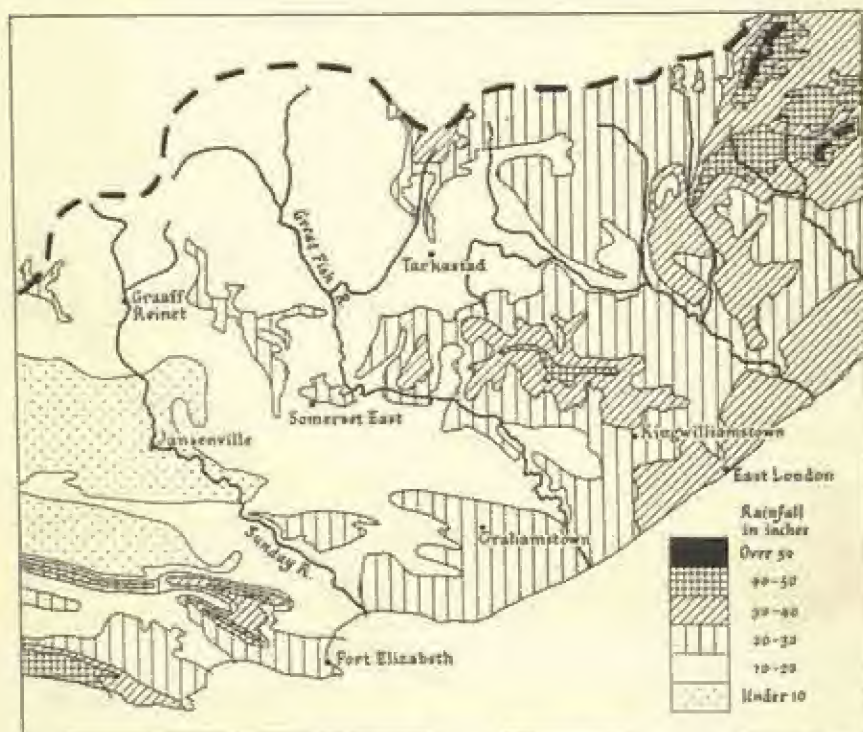 Great Fish R.
Tarkastad
Graaff
Reinet
Somerset East
Jansenville
Kingwilliamstown
East London
Grahamstown
Sunday R.
Port Elizabeth
Rainfall
in inches
Over 50
40-50
30-40
20-30
10-20
Under 10